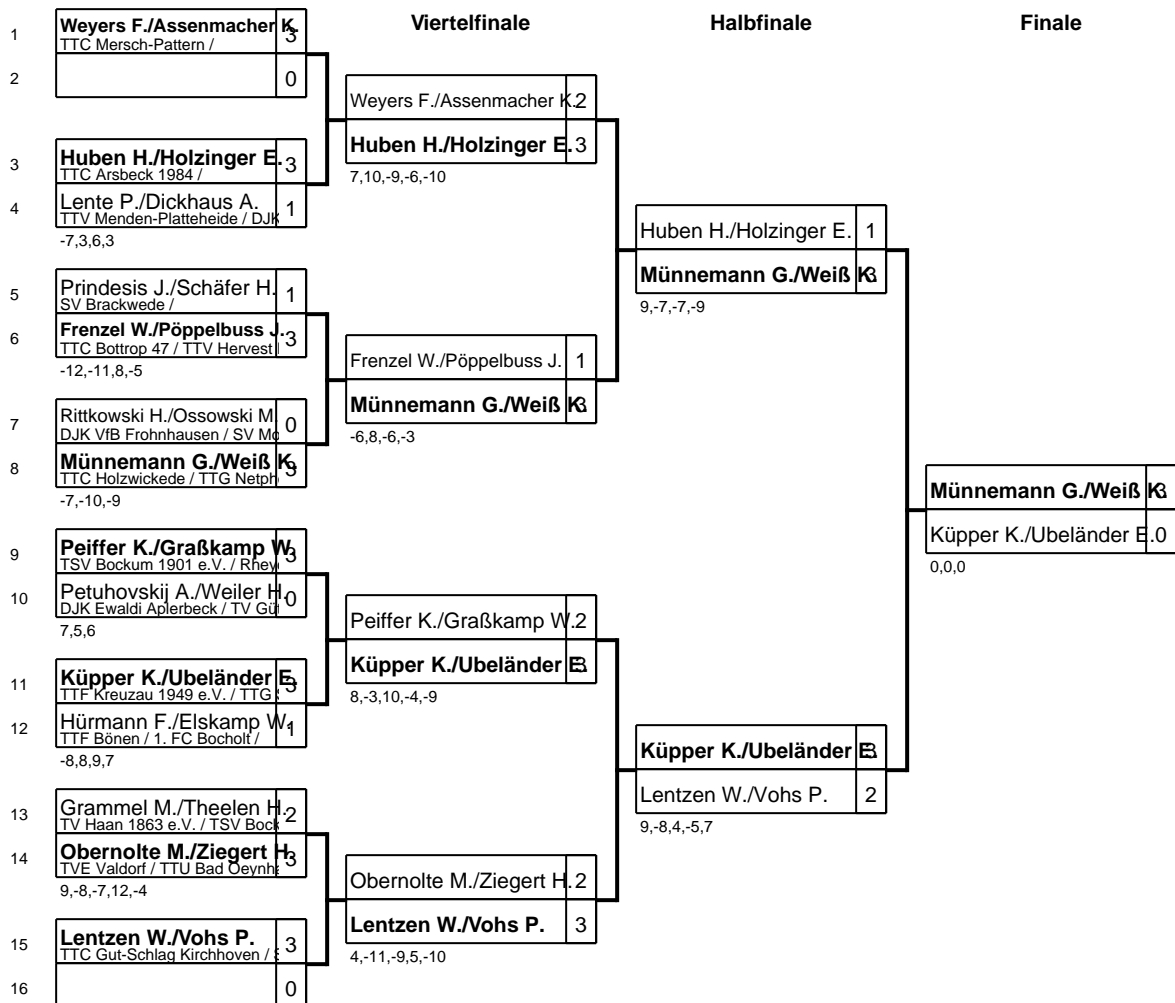 Viertelfinale
Halbfinale
Finale
1
Weyers F./Assenmacher K.
3
TTC Mersch-Pattern /
2
0
3
Huben H./Holzinger E.
3
TTC Arsbeck 1984 /
4
Lente P./Dickhaus A.
1
TTV Menden-Platteheide / DJK
-7,3,6,3
5
Prindesis J./Schäfer H.
1
SV Brackwede /
6
Frenzel W./Pöppelbuss J.
3
TTC Bottrop 47 / TTV Hervest
-12,-11,8,-5
7
Rittkowski H./Ossowski M.
0
DJK VfB Frohnhausen / SV Mo
8
Münnemann G./Weiß K.
3
TTC Holzwickede / TTG Netph
-7,-10,-9
9
Peiffer K./Graßkamp W.
3
TSV Bockum 1901 e.V. / Rhey
10
Petuhovskij A./Weiler H.
0
DJK Ewaldi Aplerbeck / TV Gü
7,5,6
11
Küpper K./Ubeländer E.
3
TTF Kreuzau 1949 e.V. / TTG
12
Hürmann F./Elskamp W.
1
TTF Bönen / 1. FC Bocholt /
-8,8,9,7
13
Grammel M./Theelen H.
2
TV Haan 1863 e.V. / TSV Bock
14
Obernolte M./Ziegert H.
3
TVE Valdorf / TTU Bad Oeynh
9,-8,-7,12,-4
15
Lentzen W./Vohs P.
3
TTC Gut-Schlag Kirchhoven /
16
0
Weyers F./Assenmacher K.
2
Huben H./Holzinger E.
3
7,10,-9,-6,-10
Frenzel W./Pöppelbuss J.
1
Münnemann G./Weiß K.
3
-6,8,-6,-3
Peiffer K./Graßkamp W.
2
Küpper K./Ubeländer E.
3
8,-3,10,-4,-9
Obernolte M./Ziegert H.
2
Lentzen W./Vohs P.
3
4,-11,-9,5,-10
Huben H./Holzinger E.
1
Münnemann G./Weiß K.
3
9,-7,-7,-9
Küpper K./Ubeländer E.
3
Lentzen W./Vohs P.
2
9,-8,4,-5,7
Münnemann G./Weiß K.
3
Küpper K./Ubeländer E.
0
0,0,0